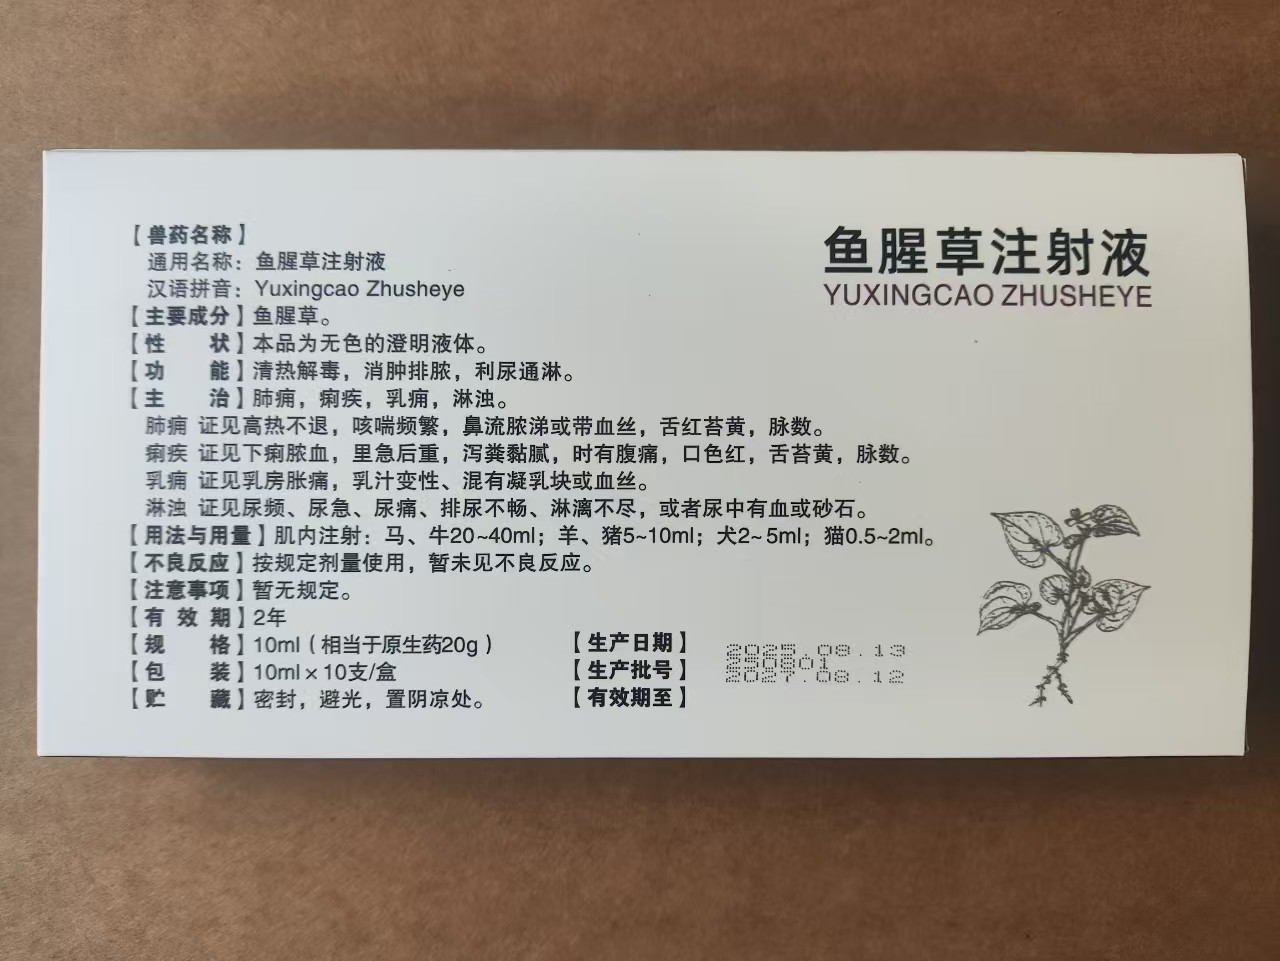 【兽药名称】
通用名称：鱼腥草注射液
汉语拼音：Yuxingcao Zhusheye
【主要成分】鱼腥草。
【性 状】本品为无色的澄明液体。
【功 能】清热解毒，消肿排脓，利尿通淋。
【主 治】肺痈，痢疾，乳痈，淋浊。
肺痈 证见高热不退，咳喘频繁，鼻流脓涕或带血丝，舌红苔黄，脉数。
痢疾 证见下痢脓血，里急后重，泻粪黏腻，时有腹痛，口色红，舌苔黄，脉数。
乳痈 证见乳房胀痛，乳汁变性、混有凝乳块或血丝。
淋浊 证见尿频、尿急、尿痛、排尿不畅、淋漓不尽，或者尿中有血或砂石。
【用法与用量】肌内注射：马、牛20~40ml；羊、猪5~10ml；犬2~5ml；猫0.5~2ml。
【不良反应】按规定剂量使用，暂未见不良反应。
【注意事项】暂无规定。
【有 效 期】2年
【规 格】10ml（相当于原生药20g）
【包 装】10ml×10支/盒
【贮 藏】密封，避光，置阴凉处。
【生产日期】 2025.08.13
【生产批号】 250801
【有效期至】 2027.08.12
鱼腥草注射液
YUXINGCAO ZHUSHEYE